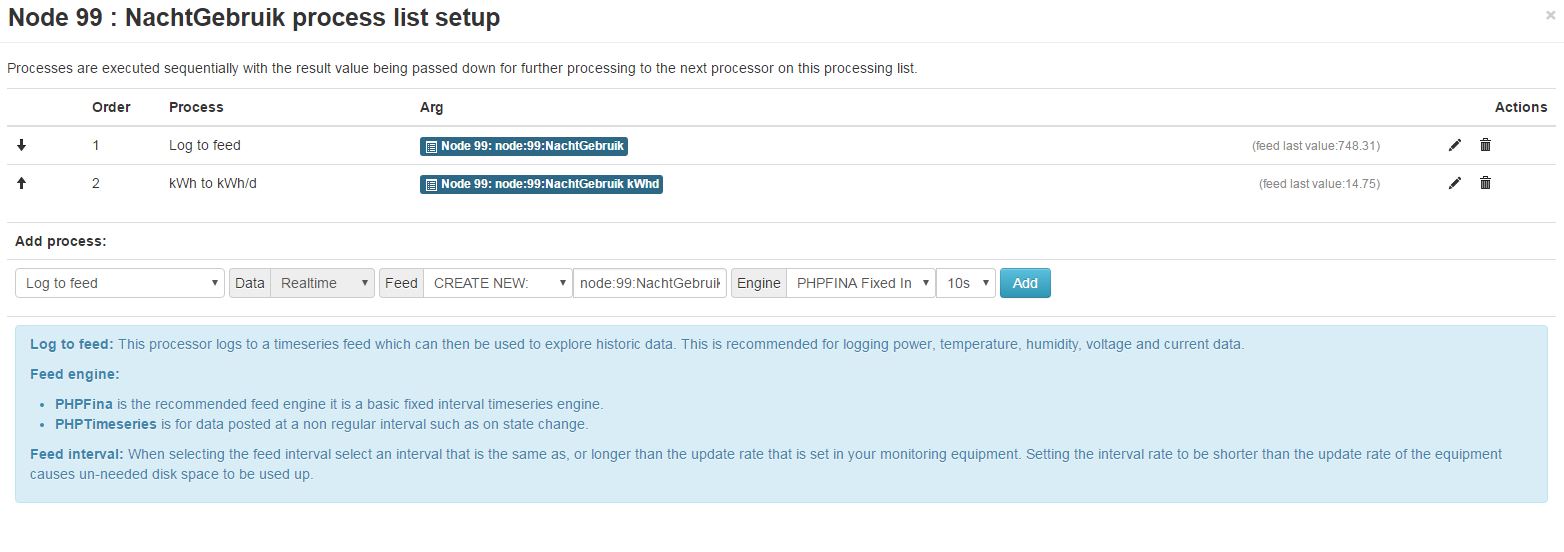 Node 99 : NachtGebruik process list setup
×
Processes are executed sequentially with the result value being passed down for further processing to the next processor on this processing list.
Order Process Arg Actions
1 Log to feed Node 99: node:99:NachtGebruik (feed last value:748.31)
2 kWh to kWh/d Node 99: node:99:NachtGebruik kWhd (feed last value:14.75)
Add process:
Log to feed Data Realtime Feed CREATE NEW: node:99:NachtGebruik Engine PHPFINA Fixed In 10s Add
Log to feed: This processor logs to a timeseries feed which can then be used to explore historic data. This is recommended for logging power, temperature, humidity, voltage and current data.
Feed engine:
• PHPFina is the recommended feed engine it is a basic fixed interval timeseries engine.
• PHPTimeseries is for data posted at a non regular interval such as on state change.
Feed interval: When selecting the feed interval select an interval that is the same as, or longer than the update rate that is set in your monitoring equipment. Setting the interval rate to be shorter than the update rate of the equipment
causes un-needed disk space to be used up.